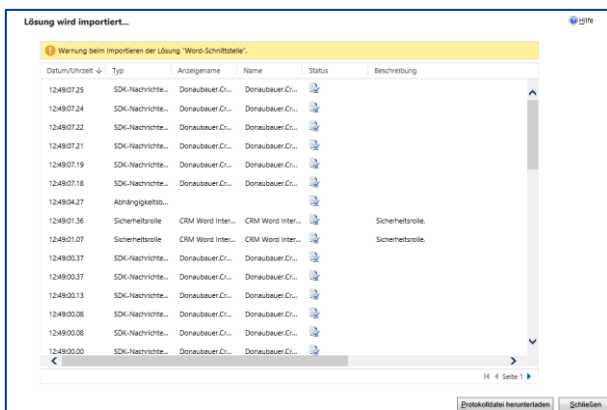 Lösung wird importiert... Hilfe
Warnung beim Importieren der Lösung "Word-Schnittstelle".
Datum/Uhrzeit Typ Anzeigename Name Status Beschreibung
12:49:07.25 SDK-Nachrichte... Donaubauer.Cr... Donaubauer.Cr...
12:49:07.24 SDK-Nachrichte... Donaubauer.Cr... Donaubauer.Cr...
12:49:07.22 SDK-Nachrichte... Donaubauer.Cr... Donaubauer.Cr...
12:49:07.21 SDK-Nachrichte... Donaubauer.Cr... Donaubauer.Cr...
12:49:07.19 SDK-Nachrichte... Donaubauer.Cr... Donaubauer.Cr...
12:49:07.18 SDK-Nachrichte... Donaubauer.Cr... Donaubauer.Cr...
12:49:04.27 Abhängigkeitsb...
12:49:01.36 Sicherheitsrolle CRM Word Inter... CRM Word Inter... Sicherheitsrolle.
12:49:01.07 Sicherheitsrolle CRM Word Inter... CRM Word Inter... Sicherheitsrolle.
12:49:00.37 SDK-Nachrichte... Donaubauer.Cr... Donaubauer.Cr...
12:49:00.37 SDK-Nachrichte... Donaubauer.Cr... Donaubauer.Cr...
12:49:00.13 SDK-Nachrichte... Donaubauer.Cr... Donaubauer.Cr...
12:49:00.08 SDK-Nachrichte... Donaubauer.Cr... Donaubauer.Cr...
12:49:00.08 SDK-Nachrichte... Donaubauer.Cr... Donaubauer.Cr...
12:49:00.00 SDK-Nachrichte... Donaubauer.Cr... Donaubauer.Cr...
Seite 1
Protokolldatei herunterladen Schließen